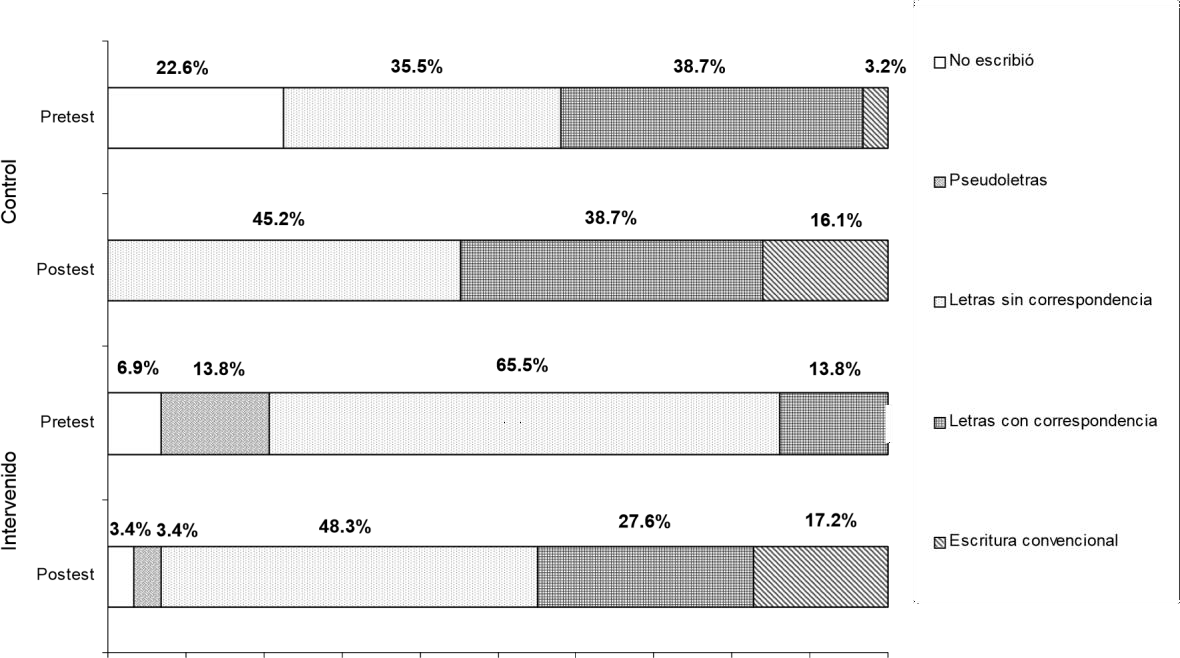 22.6% 35.5% 38.7% 3.2%
Pretest
Control
45.2% 38.7% 16.1%
Postest
6.9% 13.8% 65.5% 13.8%
Pretest
Intervenido
3.4% 3.4% 48.3% 27.6% 17.2%
Postest
No escribió
Pseudoletras
Letras sin correspondencia
Letras con correspondencia
Escritura convencional